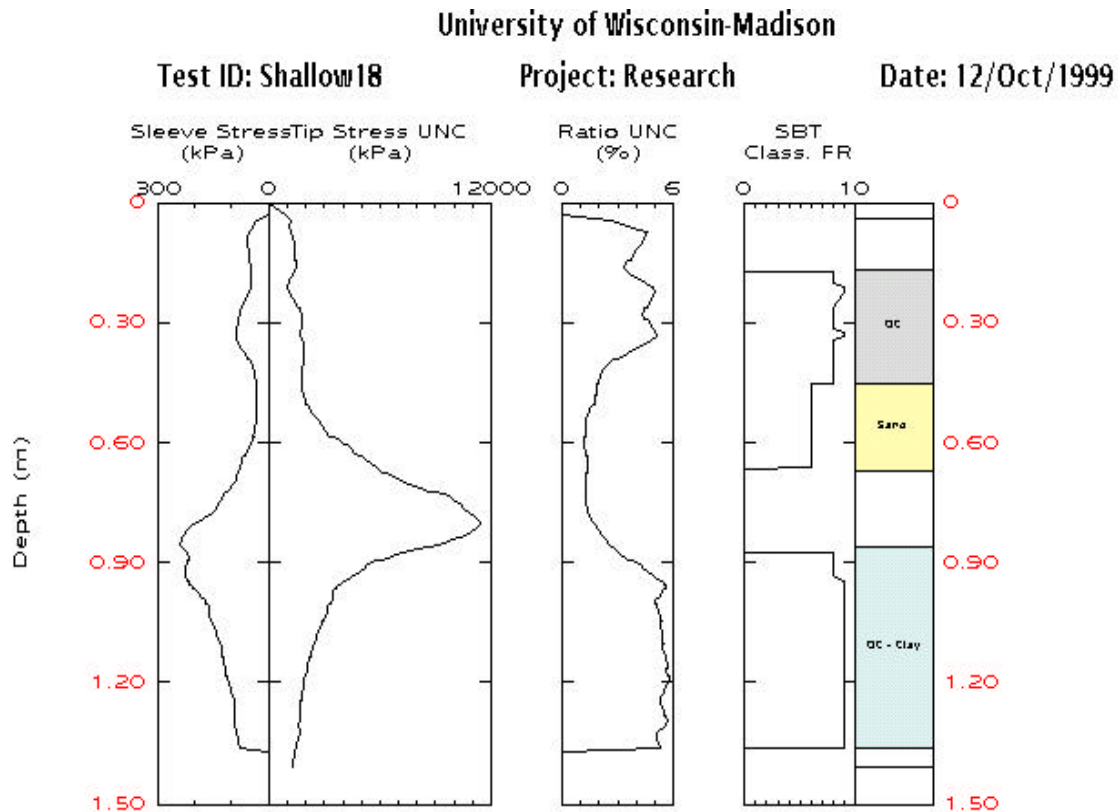 University of Wisconsin-Madison
Test ID: Shallow18 Project: Research Date: 12/Oct/1999
Sleeve Stress Tip Stress UNC Ratio UNC SBT
(kPa) (kPa) (%) Class. FR
300 0 12000 0 6 0 10
0 0
0.30 OC 0.30
Sand
0.60 0.60
Depth (m)
0.90 0.90
OC - Clay
1.20 1.20
1.50 1.50